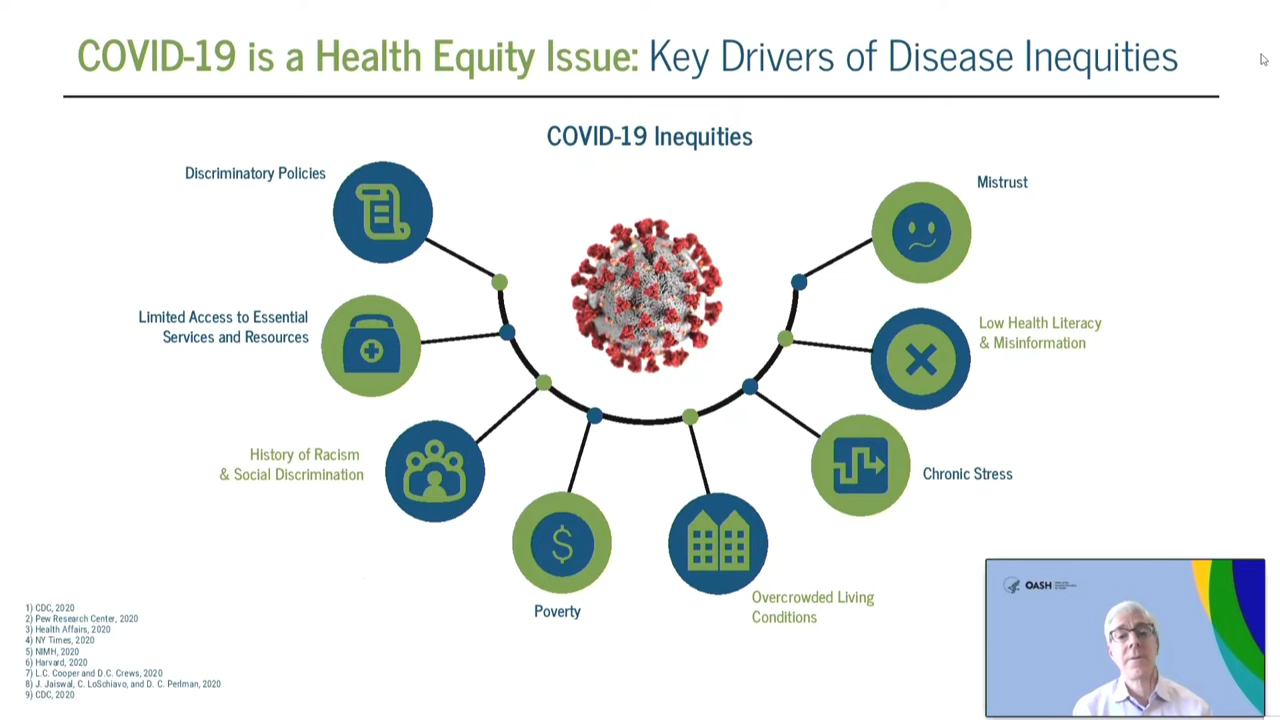 COVID-19 is a Health Equity Issue: Key Drivers of Disease Inequities
COVID-19 Inequities
Discriminatory Policies
Mistrust
Limited Access to Essential
Services and Resources
Low Health Literacy
& Misinformation
History of Racism
& Social Discrimination
Chronic Stress
$
Poverty
Overcrowded Living
Conditions
1) CDC, 2020
2) Pew Research Center, 2020
3) Health Affairs, 2020
4) NY Times, 2020
5) NIMH, 2020
6) Harvard, 2020
7) L.C. Cooper and D.C. Crews, 2020
8) J. Jaiswal, C. LoSchiavo, and D. C. Perlman, 2020
9) CDC, 2020
OASH